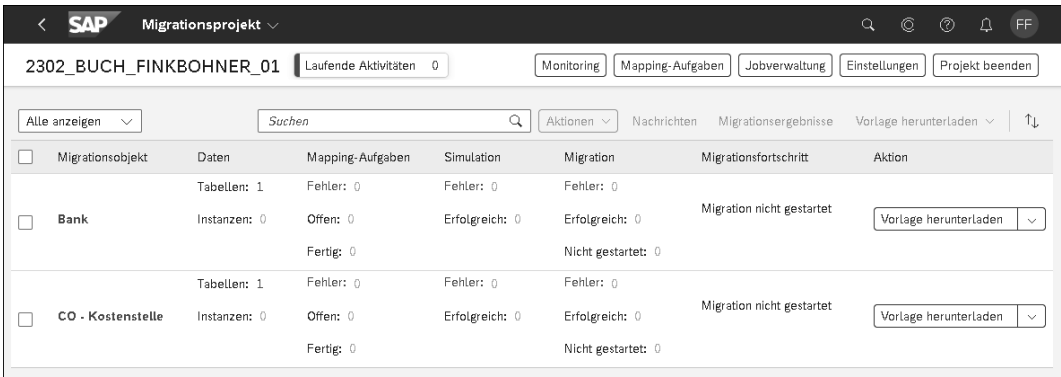 SAP Migrationsprojekt FF
2302_BUCH_FINKBOHNER_01 Laufende Aktivitäten 0 Monitoring Mapping-Aufgaben Jobverwaltung Einstellungen Projekt beenden
Alle anzeigen Suchen Aktionen Nachrichten Migrationsergebnisse Vorlage herunterladen
Migrationsobjekt Daten Mapping-Aufgaben Simulation Migration Migrationsfortschritt Aktion
Tabellen: 1 Fehler: 0 Fehler: 0 Fehler: 0
Bank Instanzen: 0 Offen: 0 Erfolgreich: 0 Erfolgreich: 0 Migration nicht gestartet Vorlage herunterladen
Fertig: 0 Nicht gestartet: 0
Tabellen: 1 Fehler: 0 Fehler: 0 Fehler: 0
CO - Kostenstelle Instanzen: 0 Offen: 0 Erfolgreich: 0 Erfolgreich: 0 Migration nicht gestartet Vorlage herunterladen
Fertig: 0 Nicht gestartet: 0